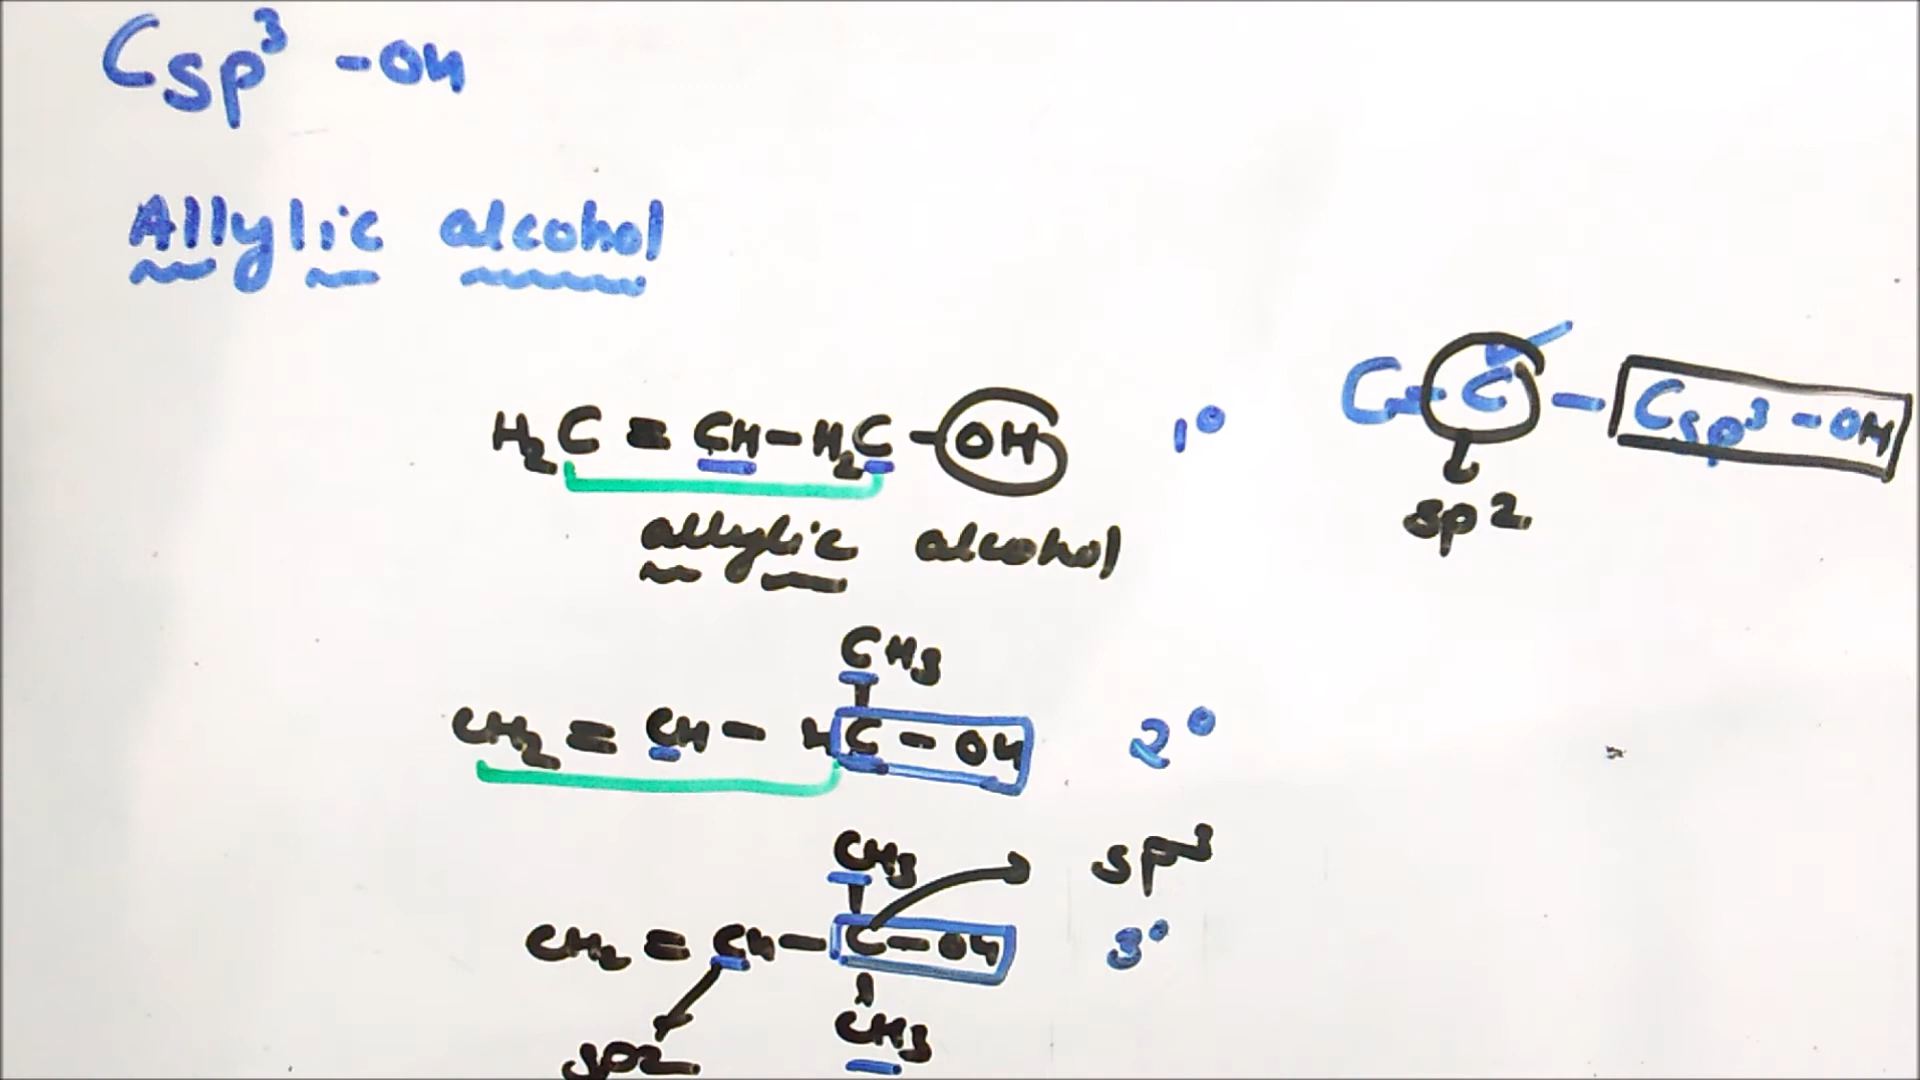 Csp³ -OH
Allylic alcohol
H₂C = CH - H₂C - OH 1°
C = C - Csp³ - OH
sp2
allylic alcohol
CH₃
CH₂ = CH - HC - OH 2°
CH₃ sp³
CH₂ = CH - C - OH 3°
CH₃
sp2